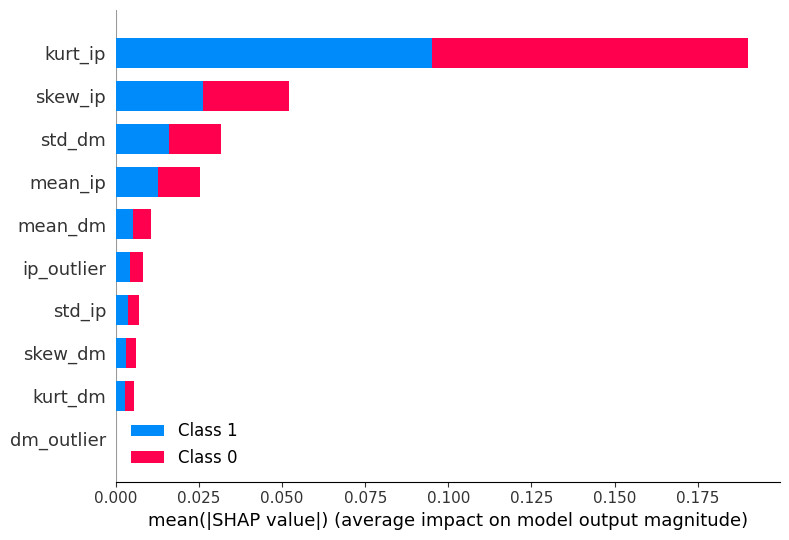 kurt_ip
skew_ip
std_dm
mean_ip
mean_dm
ip_outlier
std_ip
skew_dm
kurt_dm
dm_outlier
Class 1
Class 0
0.000 0.025 0.050 0.075 0.100 0.125 0.150 0.175
mean(|SHAP value|) (average impact on model output magnitude)